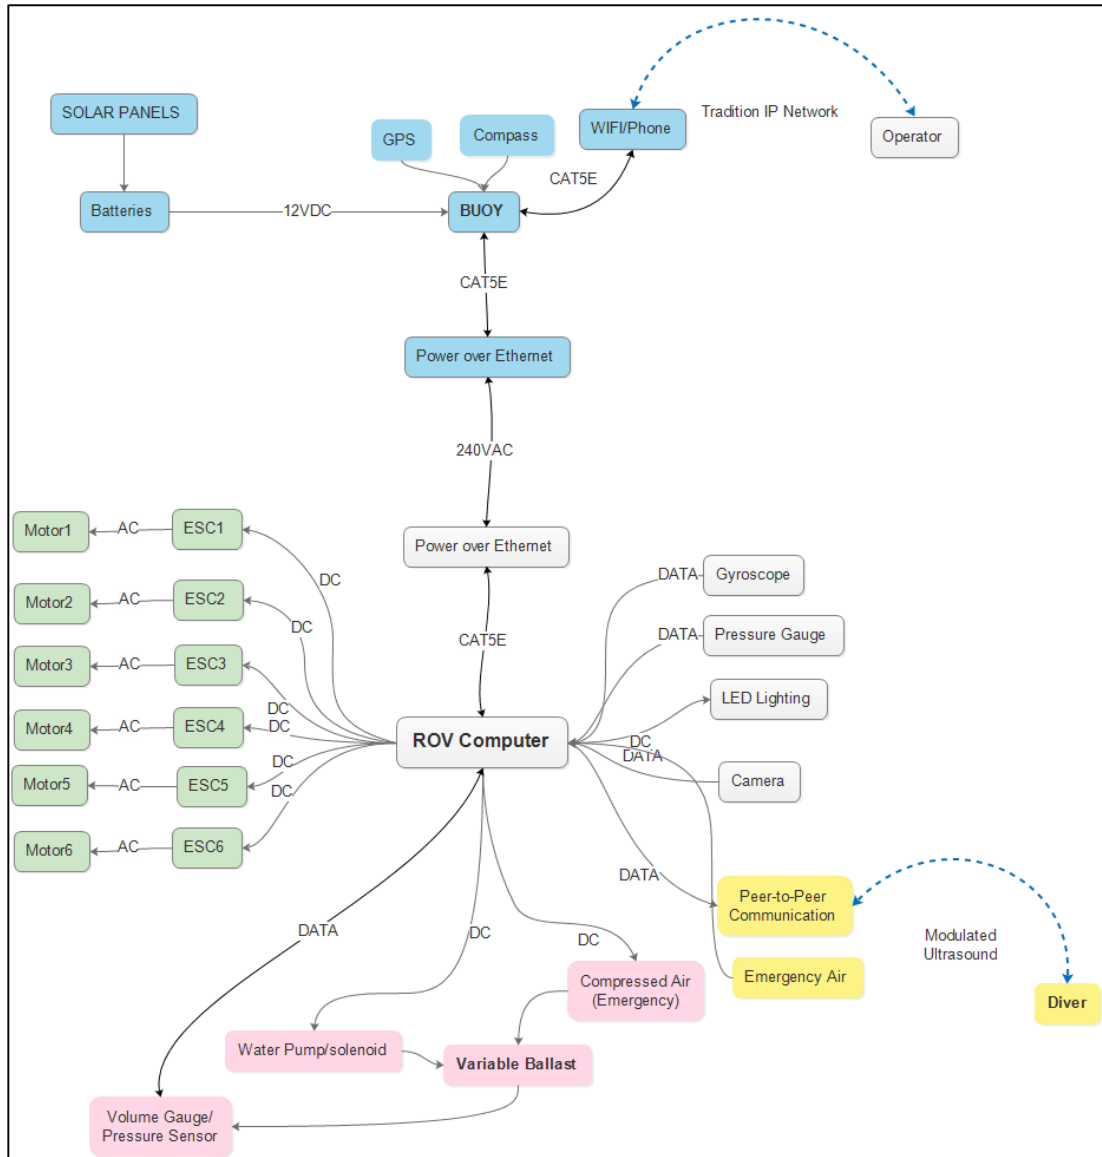 SOLAR PANELS
GPS
Compass
WIFI/Phone
Tradition IP Network
Operator
CAT5E
Batteries
12VDC
BUOY
CAT5E
Power over Ethernet
240VAC
Motor1
AC
ESC1
Power over Ethernet
DC
DATA
Gyroscope
Motor2
AC
ESC2
DC
CAT5E
DATA
Pressure Gauge
Motor3
AC
ESC3
LED Lighting
DC
Motor4
AC
ESC4
DC
ROV Computer
DC
DATA
Motor5
AC
ESC5
DC
Camera
DC
Motor6
AC
ESC6
DATA
Peer-to-Peer
Communication
DATA
DC
DC
Modulated
Ultrasound
Compressed Air
(Emergency)
Emergency Air
Diver
Water Pump/solenoid
Variable Ballast
Volume Gauge/
Pressure Sensor